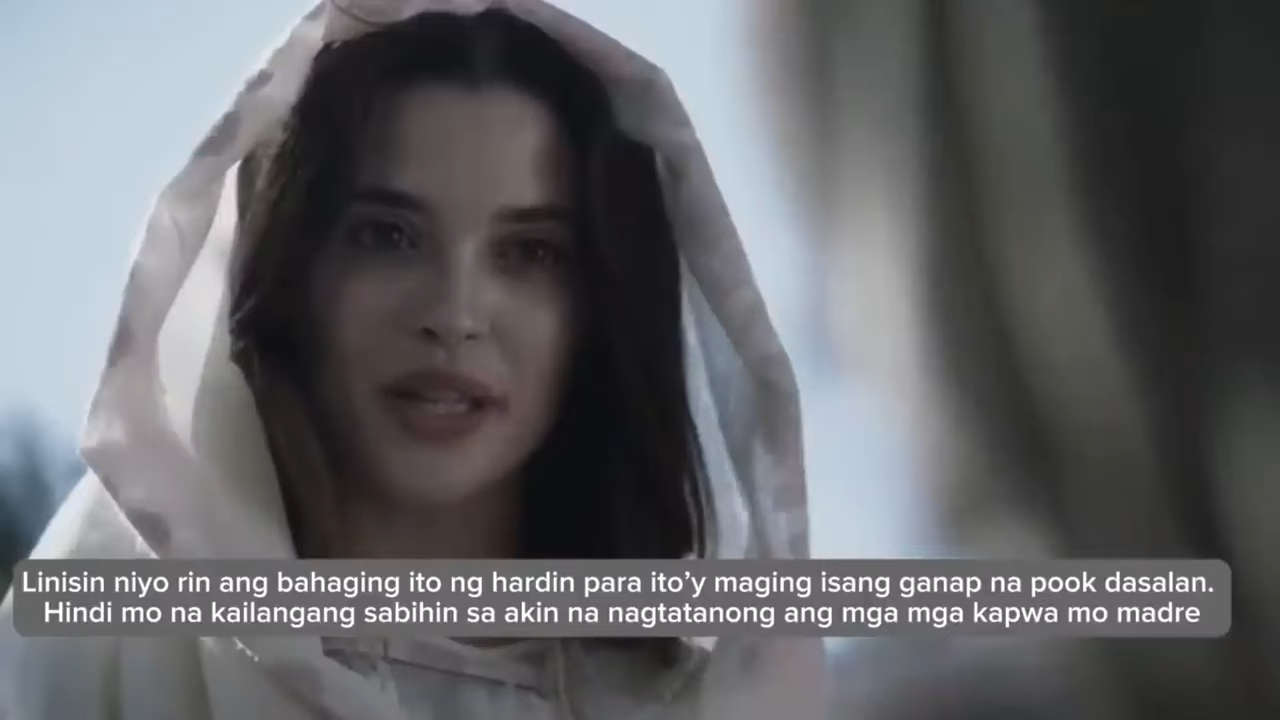 Linisin niyo rin ang bahaging ito ng hardin para ito’y maging isang ganap na pook dasalan.
Hindi mo na kailangang sabihin sa akin na nagtatanong ang mga mga kapwa mo madre